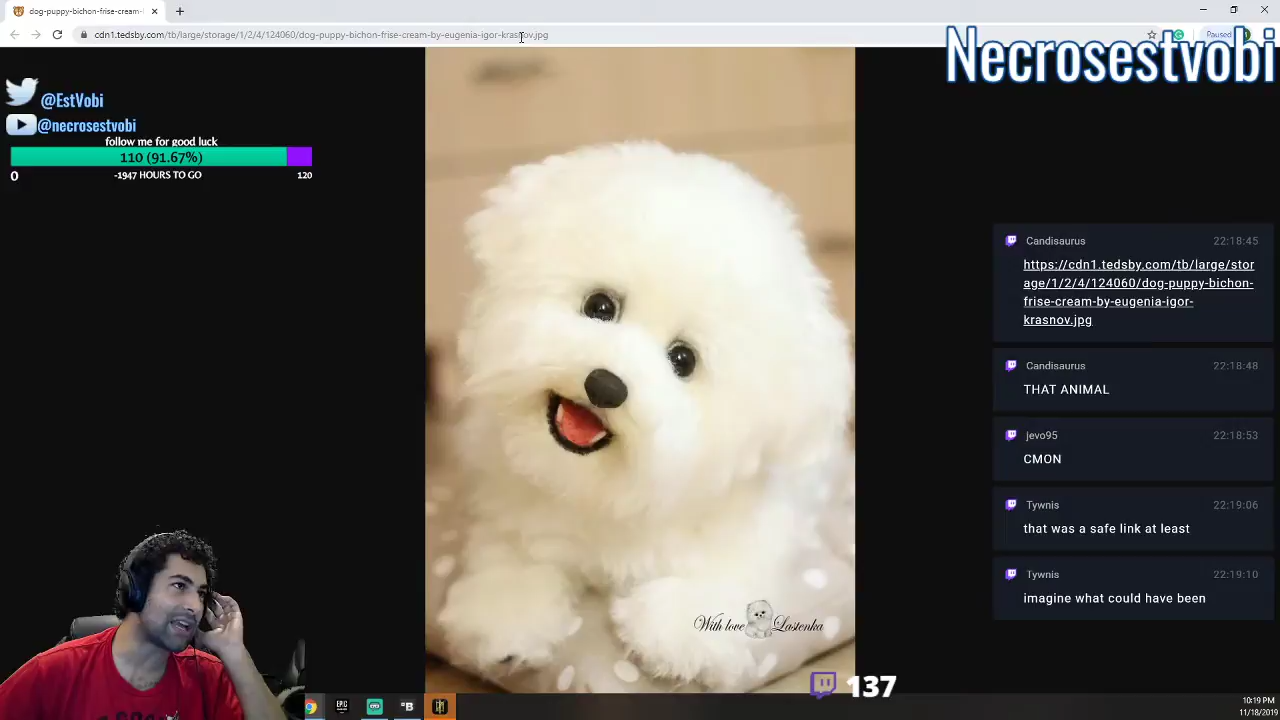 dog-puppy-bichon-frise-cream-
cdn1.tedsby.com/tb/large/storage/1/2/4/124060/dog-puppy-bichon-frise-cream-by-eugenia-igor-krasnov.jpg
Paused
Necrosestvobi
@EstVobi
@necrosestvobi
follow me for good luck
110 (91.67%)
0
-1947 HOURS TO GO
120
Candisaurus 22:18:45
https://cdn1.tedsby.com/tb/large/stor
age/1/2/4/124060/dog-puppy-bichon-
frise-cream-by-eugenia-igor-
krasnov.jpg
Candisaurus 22:18:48
THAT ANIMAL
jevo95 22:18:53
CMON
Tywnis 22:19:06
that was a safe link at least
Tywnis 22:19:10
imagine what could have been
With love Lastenka
137
EPIC
B
10:19 PM
11/18/2019